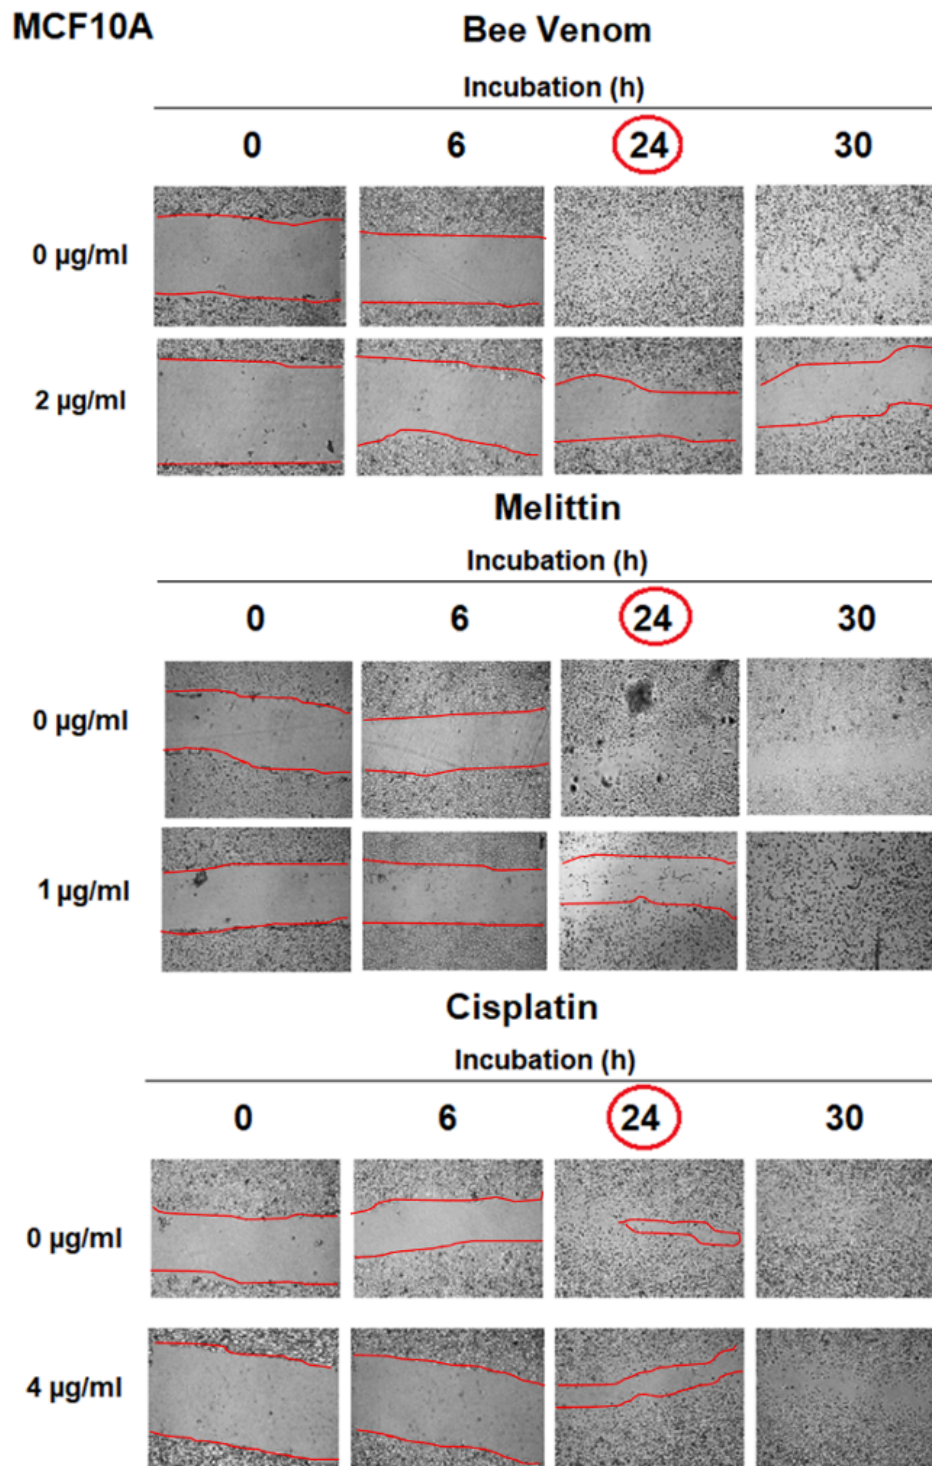 MCF10A
Bee Venom
Incubation (h)
0 6 24 30
0 µg/ml
2 µg/ml
Melittin
Incubation (h)
0 6 24 30
0 µg/ml
1 µg/ml
Cisplatin
Incubation (h)
0 6 24 30
0 µg/ml
4 µg/ml